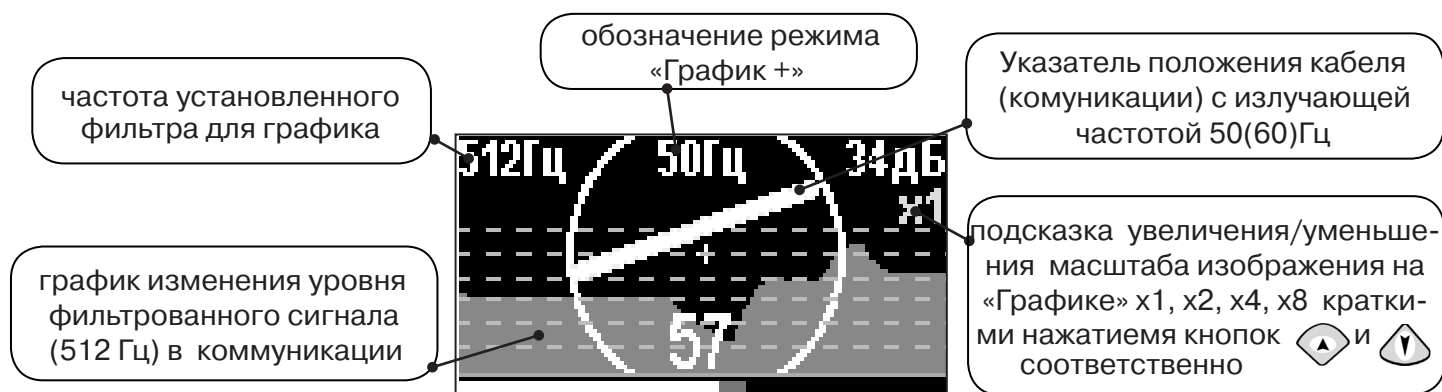 обозначение режима
«График +»
частота установленного
фильтра для графика
Указатель положения кабеля
(комуникации) с излучающей
частотой 50(60)Гц
512Гц 50Гц 34дБ
x1
график изменения уровня
фильтрованного сигнала
(512 Гц) в коммуникации
57
подсказка увеличения/уменьше-
ния масштаба изображения на
«Графике» x1, x2, x4, x8 кратки-
ми нажатиемя кнопок и
соответственно